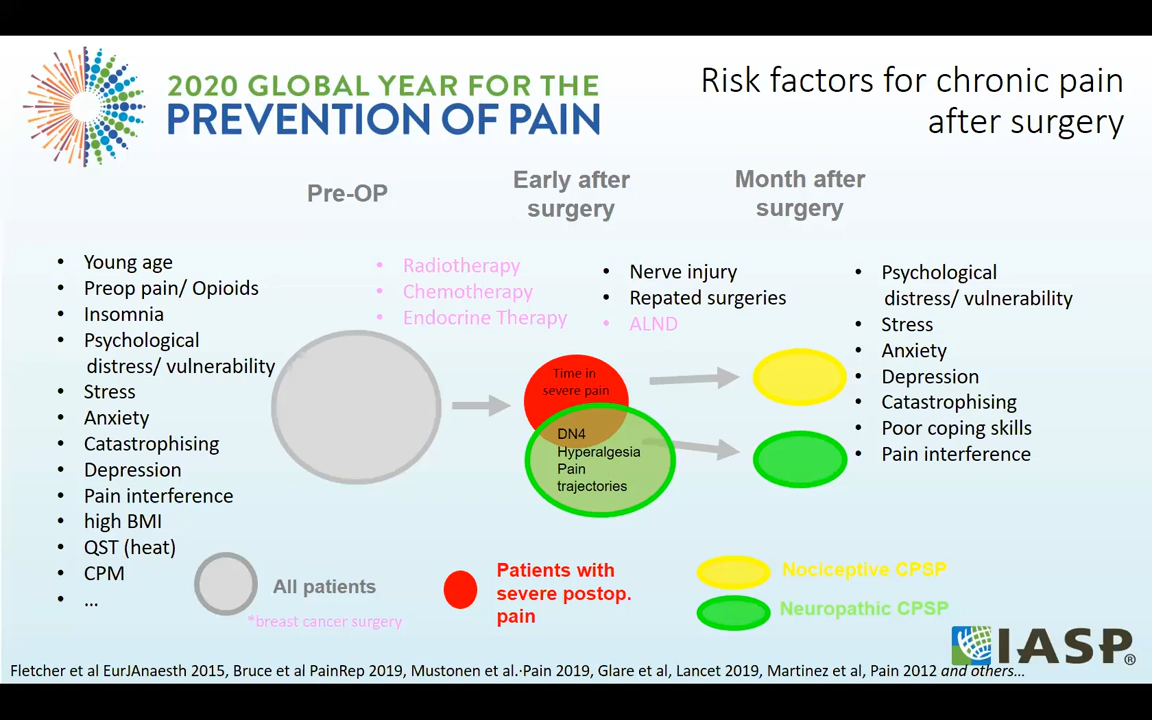 2020 GLOBAL YEAR FOR THE
PREVENTION OF PAIN
Risk factors for chronic pain
after surgery
Pre-OP
Early after
surgery
Month after
surgery
• Young age
• Preop pain/ Opioids
• Insomnia
• Psychological
distress/ vulnerability
• Stress
• Anxiety
• Catastrophising
• Depression
• Pain interference
• high BMI
• QST (heat)
• CPM
• ...
• Radiotherapy
• Chemotherapy
• Endocrine Therapy
• Nerve injury
• Repated surgeries
• ALND
Time in
severe pain
DN4
Hyperalgesia
Pain
trajectories
• Psychological
distress/ vulnerability
• Stress
• Anxiety
• Depression
• Catastrophising
• Poor coping skills
• Pain interference
All patients
*breast cancer surgery
Patients with
severe postop.
pain
Nociceptive CPSP
Neuropathic CPSP
IASP®
Fletcher et al EurJAnaesth 2015, Bruce et al PainRep 2019, Mustonen et al.·Pain 2019, Glare et al, Lancet 2019, Martinez et al, Pain 2012 and others...